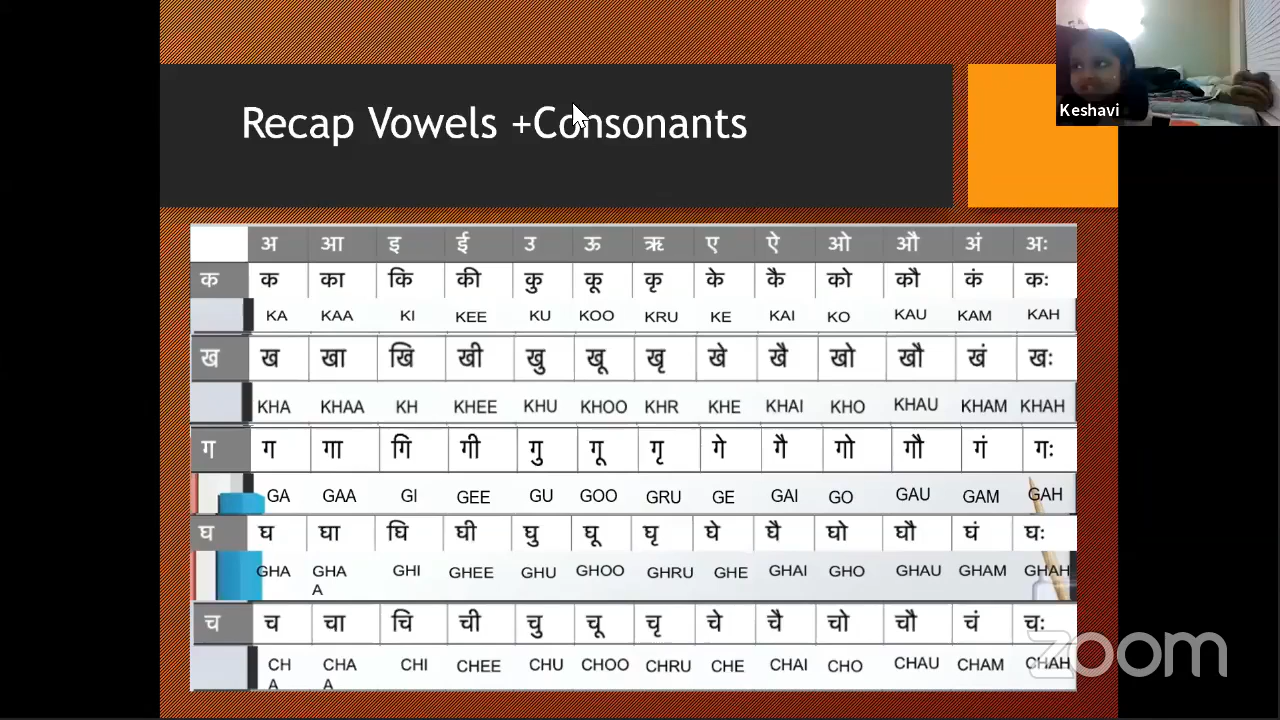 Keshavi
Recap Vowels +Consonants
अ आ इ ई उ ऊ ऋ ए ऐ ओ औ अं अः
क क का कि की कु कू कृ के कै को कौ कं कः
KA KAA KI KEE KU KOO KRU KE KAI KO KAU KAM KAH
ख ख खा खि खी खु खू खृ खे खै खो खौ खं खः
KHA KHAA KH KHEE KHU KHOO KHR KHE KHAI KHO KHAU KHAM KHAH
ग ग गा गि गी गु गू गृ गे गै गो गौ गं गः
GA GAA GI GEE GU GOO GRU GE GAI GO GAU GAM GAH
घ घ घा घि घी घु घू घृ घे घै घो घौ घं घः
GHA GHA GHI GHEE GHU GHOO GHRU GHE GHAI GHO GHAU GHAM GHAH
A
च च चा चि ची चु चू चृ चे चै चो चौ चं चः
CH CHA CHI CHEE CHU CHOO CHRU CHE CHAI CHO CHAU CHAM CHAH
A A
zoom